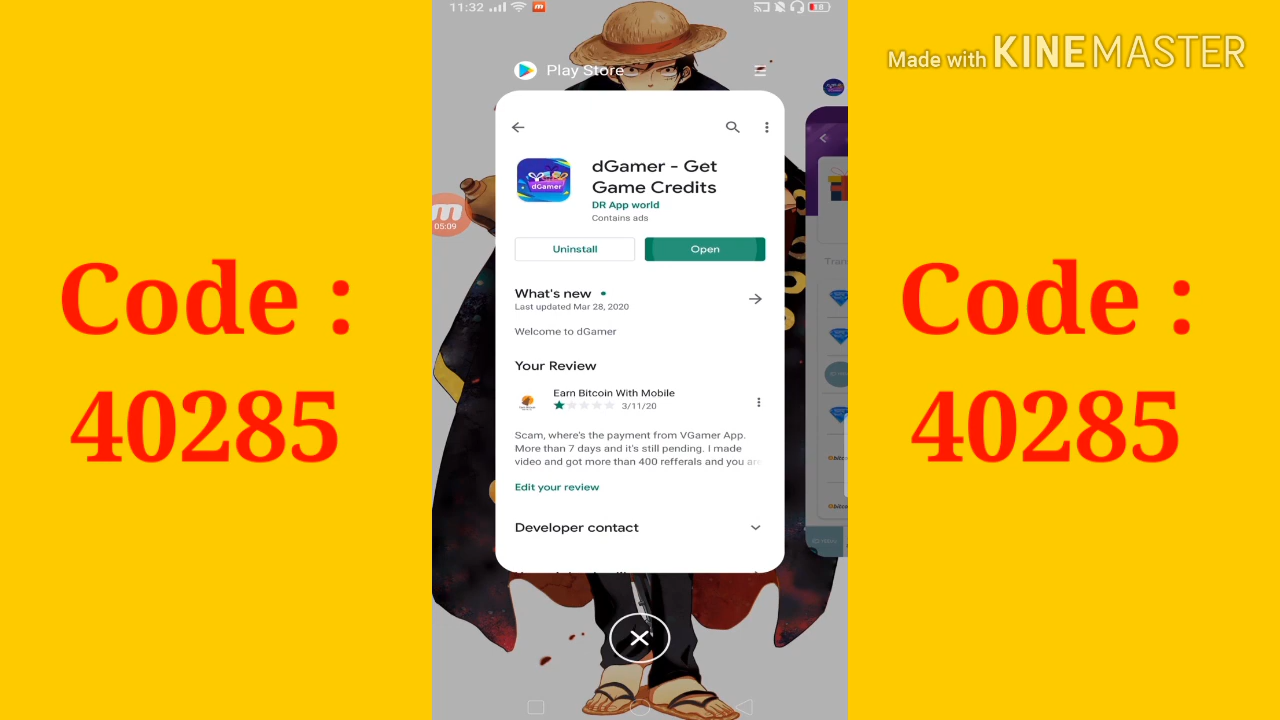 11:32
18
Made with KINEMASTER
Play Store
05:09
Code :
40285
dGamer
dGamer - Get
Game Credits
DR App world
Contains ads
Uninstall
Open
What's new
Last updated Mar 28, 2020
Welcome to dGamer
Your Review
Earn Bitcoin With Mobile
3/11/20
Scam, where's the payment from VGamer App.
More than 7 days and it's still pending. I made
video and got more than 400 refferals and you are
Edit your review
Developer contact
Code :
40285